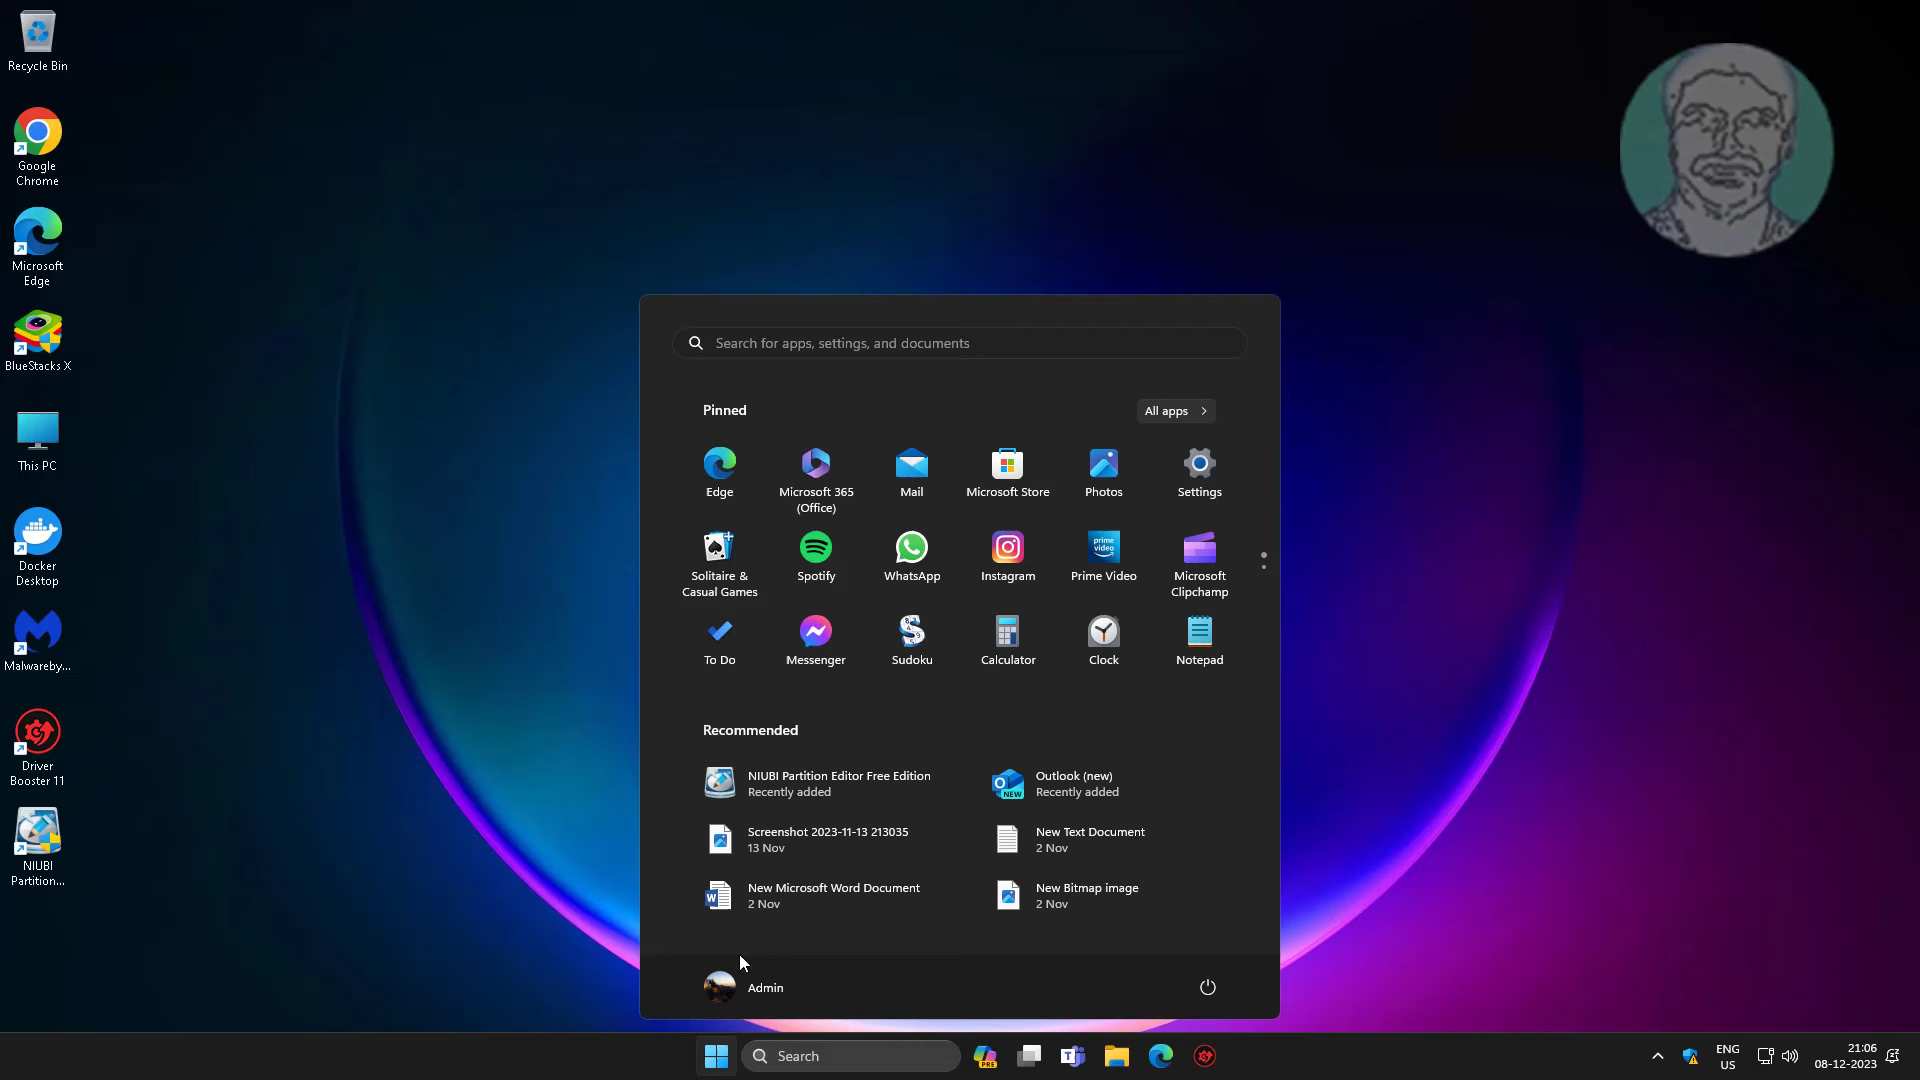 Recycle Bin
Google
Chrome
Microsoft
Edge
BlueStacks X
This PC
Docker
Desktop
Malwareby...
Driver
Booster 11
NIUBI
Partition...
Search for apps, settings, and documents
Pinned
All apps
Edge
Microsoft 365
(Office)
Mail
Microsoft Store
Photos
Settings
Solitaire &
Casual Games
Spotify
WhatsApp
Instagram
prime
video
Prime Video
Microsoft
Clipchamp
To Do
Messenger
Sudoku
Calculator
Clock
Notepad
Recommended
NIUBI Partition Editor Free Edition
Recently added
NEW
Outlook (new)
Recently added
Screenshot 2023-11-13 213035
13 Nov
New Text Document
2 Nov
New Microsoft Word Document
2 Nov
New Bitmap image
2 Nov
Admin
Search
PRE
ENG
US
21:06
08-12-2023